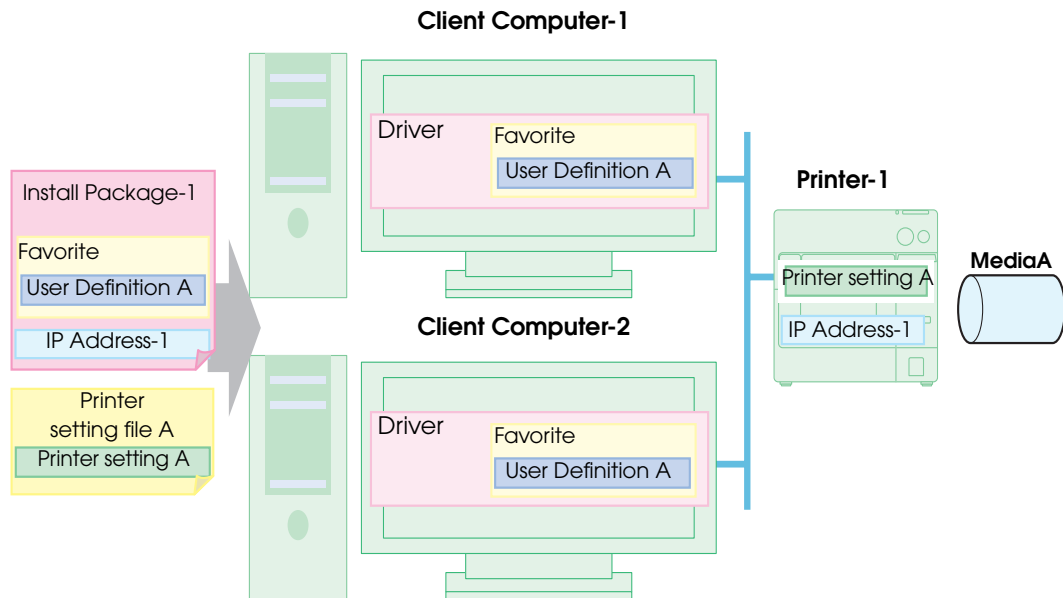 Client Computer-1
Driver
Favorite
User Definition A
Install Package-1
Favorite
User Definition A
IP Address-1
Printer
setting file A
Printer setting A
Client Computer-2
Driver
Favorite
User Definition A
Printer-1
Printer setting A
IP Address-1
MediaA